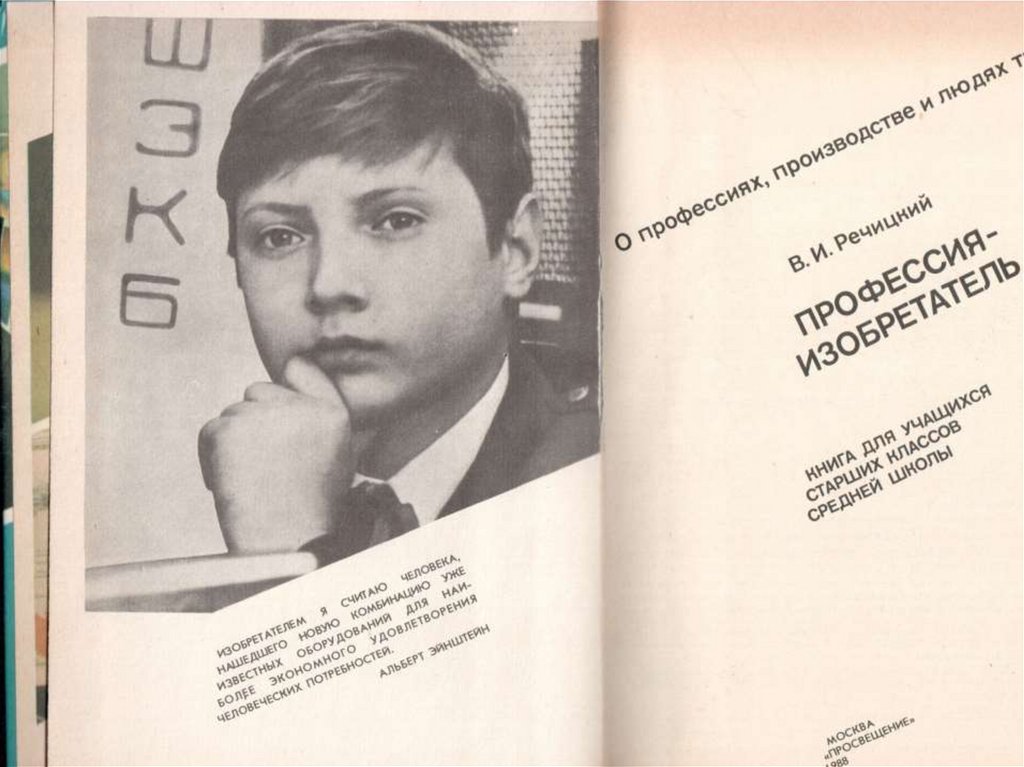 Ш
З
К
Б
ИЗОБРЕТАТЕЛЕМ Я СЧИТАЮ ЧЕЛОВЕКА,
НАШЕДШЕГО НОВУЮ КОМБИНАЦИЮ УЖЕ
ИЗВЕСТНЫХ ОБОРУДОВАНИЙ ДЛЯ НАИ-
БОЛЕЕ ЭКОНОМНОГО УДОВЛЕТВОРЕНИЯ
ЧЕЛОВЕЧЕСКИХ ПОТРЕБНОСТЕЙ.
АЛЬБЕРТ ЭЙНШТЕЙН
О профессиях, производстве и людях
В. И. Речицкий
ПРОФЕССИЯ-
ИЗОБРЕТАТЕЛЬ
КНИГА ДЛЯ УЧАЩИХСЯ
СТАРШИХ КЛАССОВ
СРЕДНЕЙ ШКОЛЫ
МОСКВА
«ПРОСВЕЩЕНИЕ»
1988